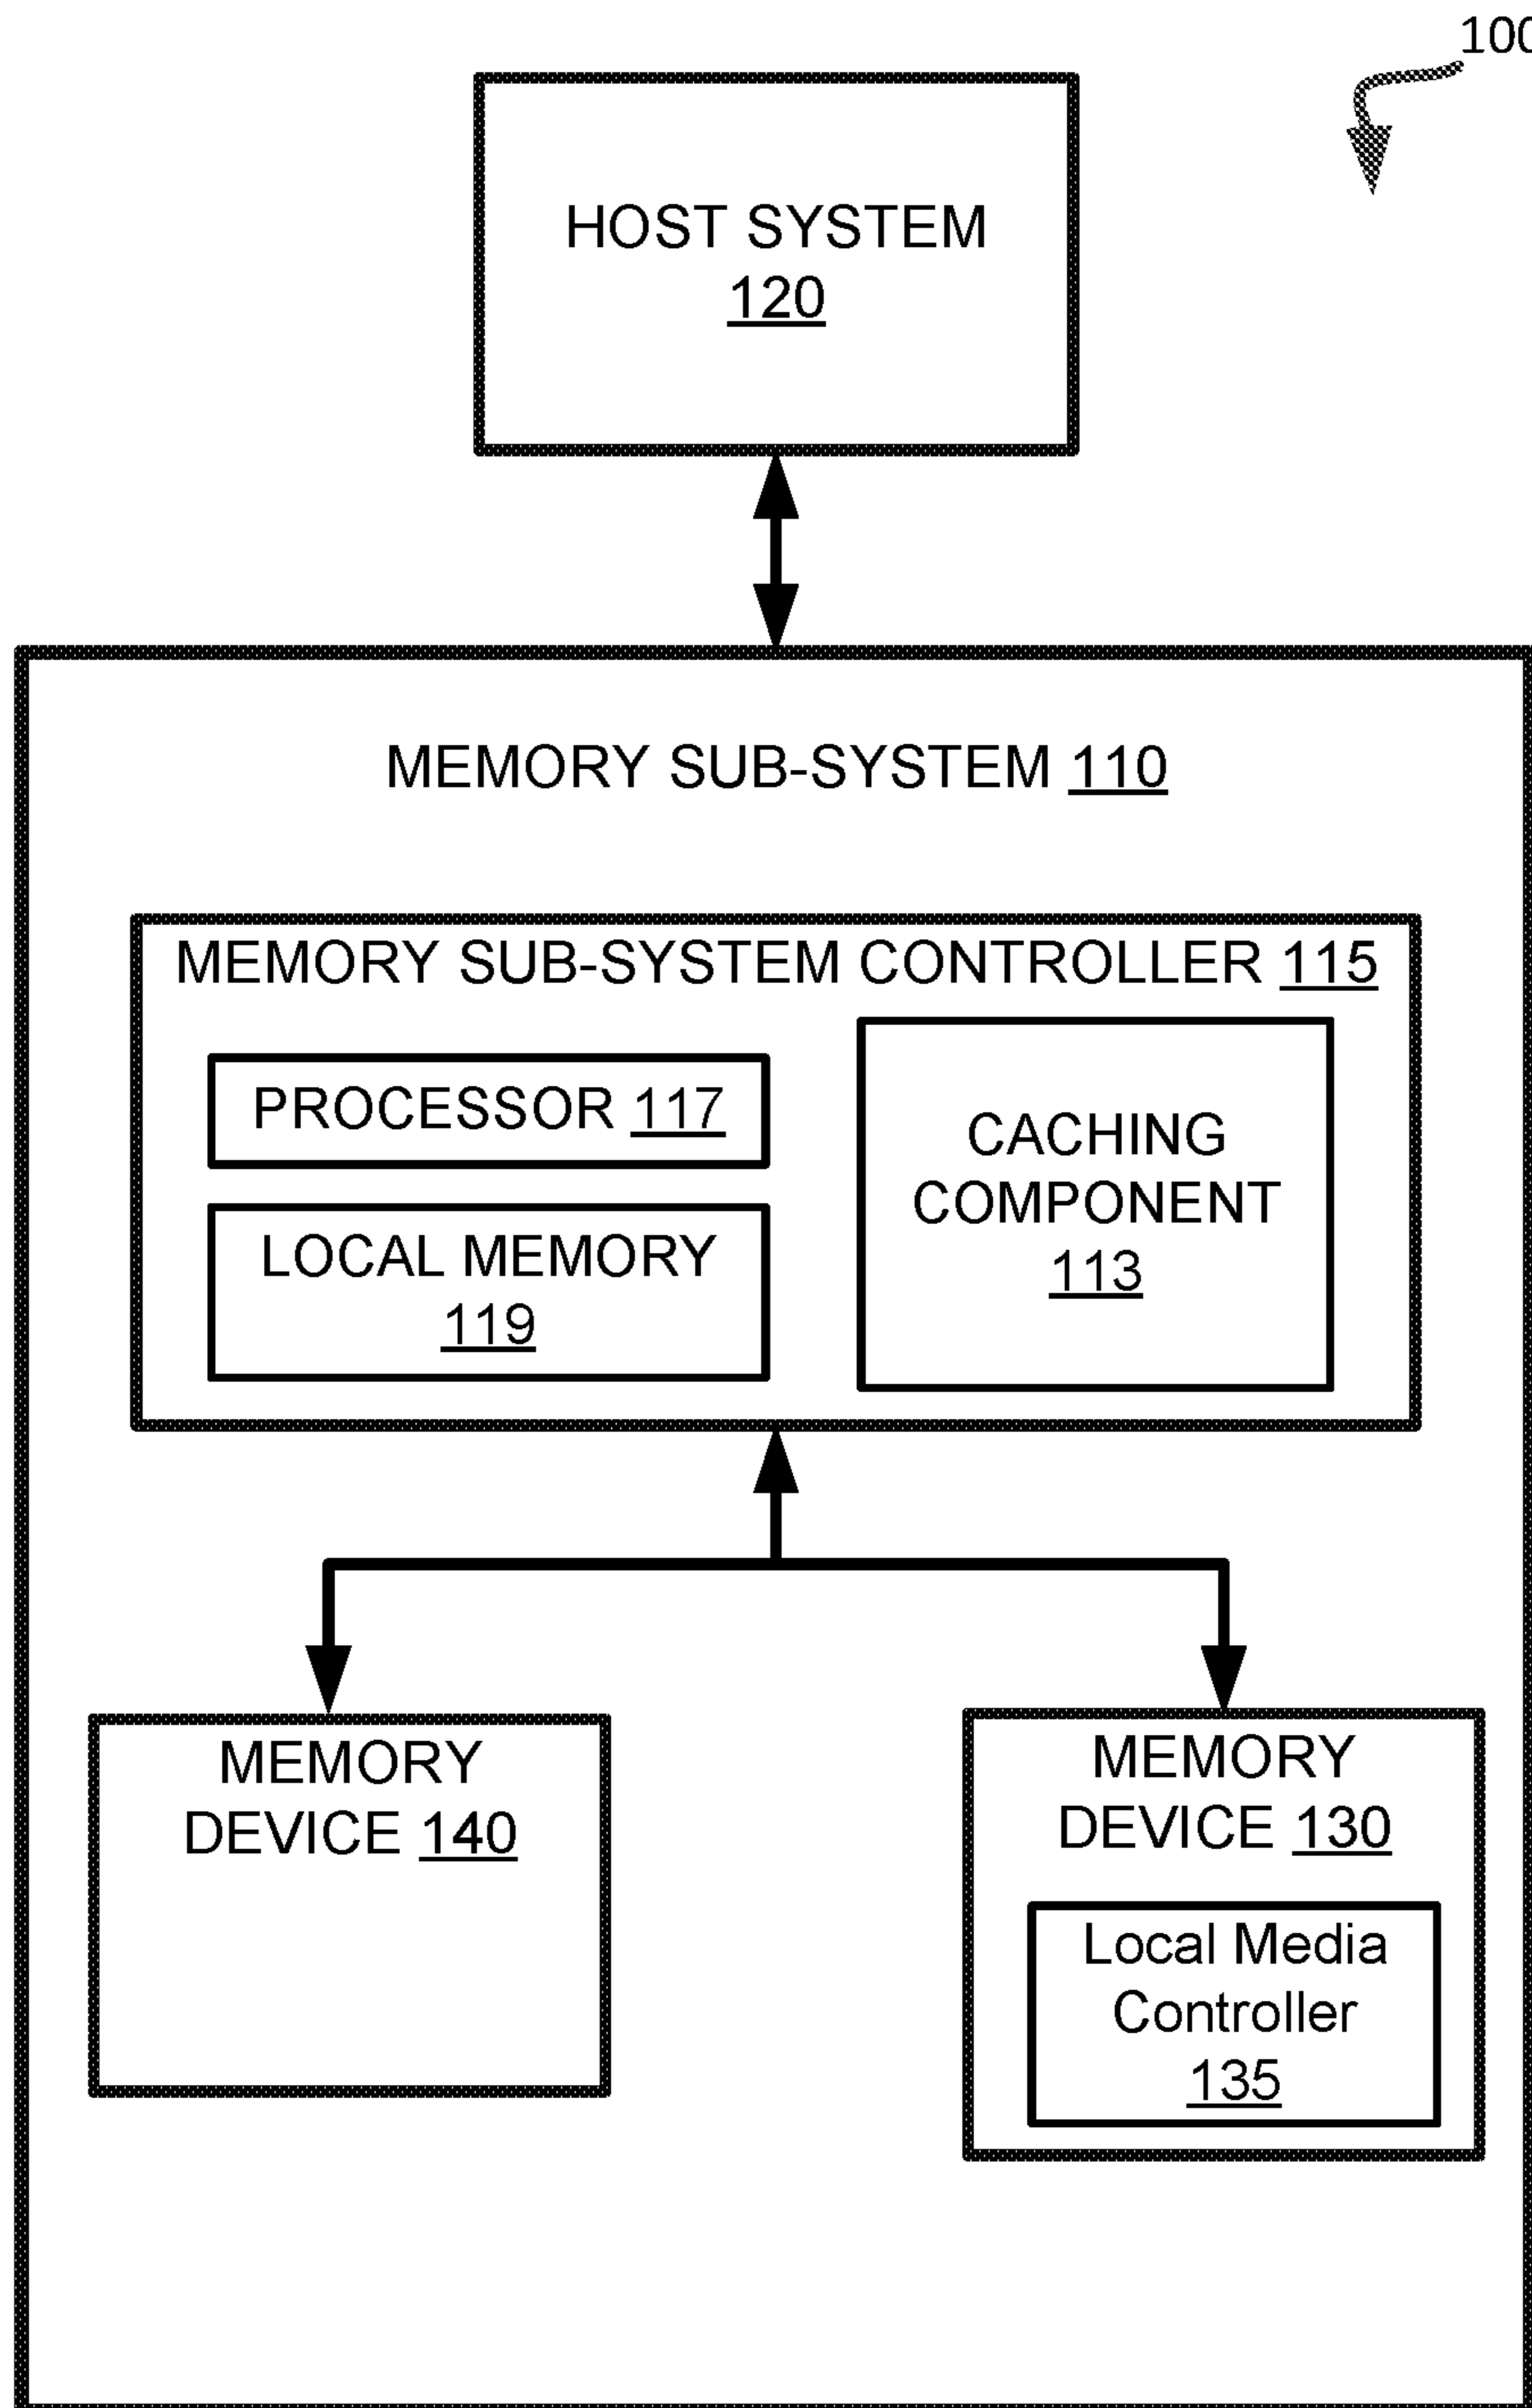 100
HOST SYSTEM
120
MEMORY SUB-SYSTEM 110
MEMORY SUB-SYSTEM CONTROLLER 115
PROCESSOR 117
LOCAL MEMORY
119
CACHING
COMPONENT
113
MEMORY
DEVICE 140
MEMORY
DEVICE 130
Local Media
Controller
135